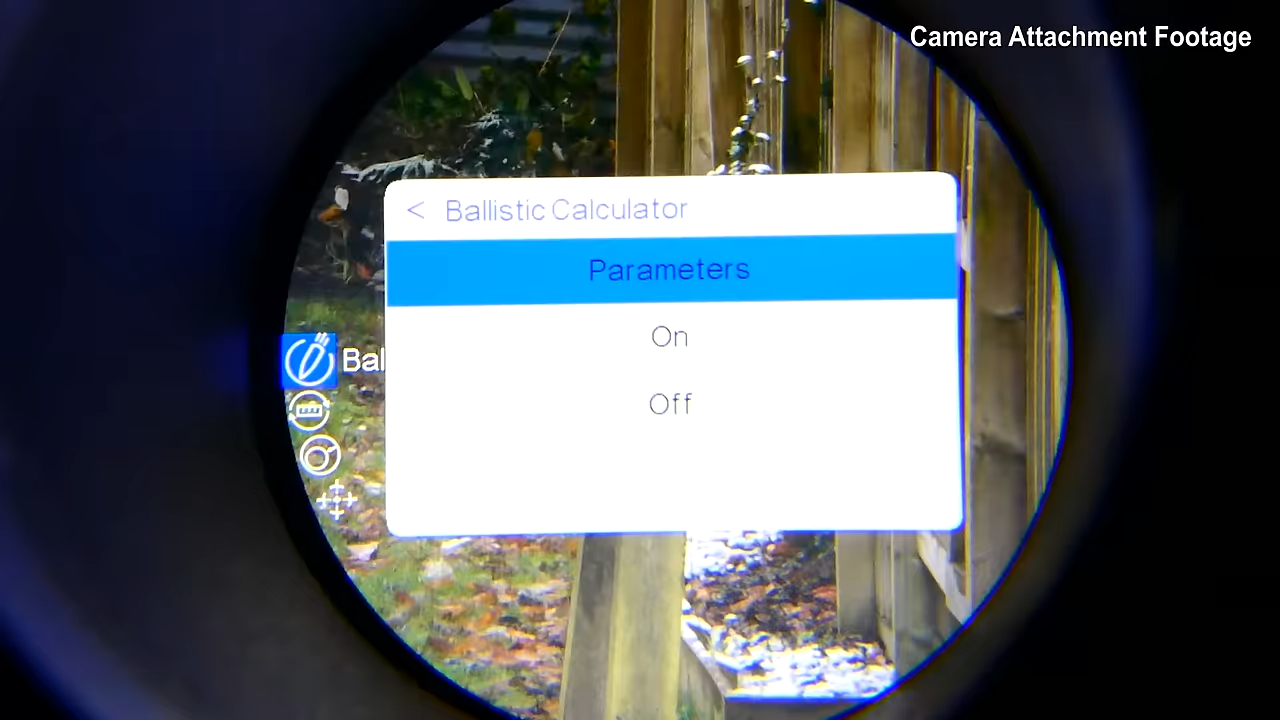 Camera Attachment Footage
< Ballistic Calculator
Parameters
On
Off
Bal